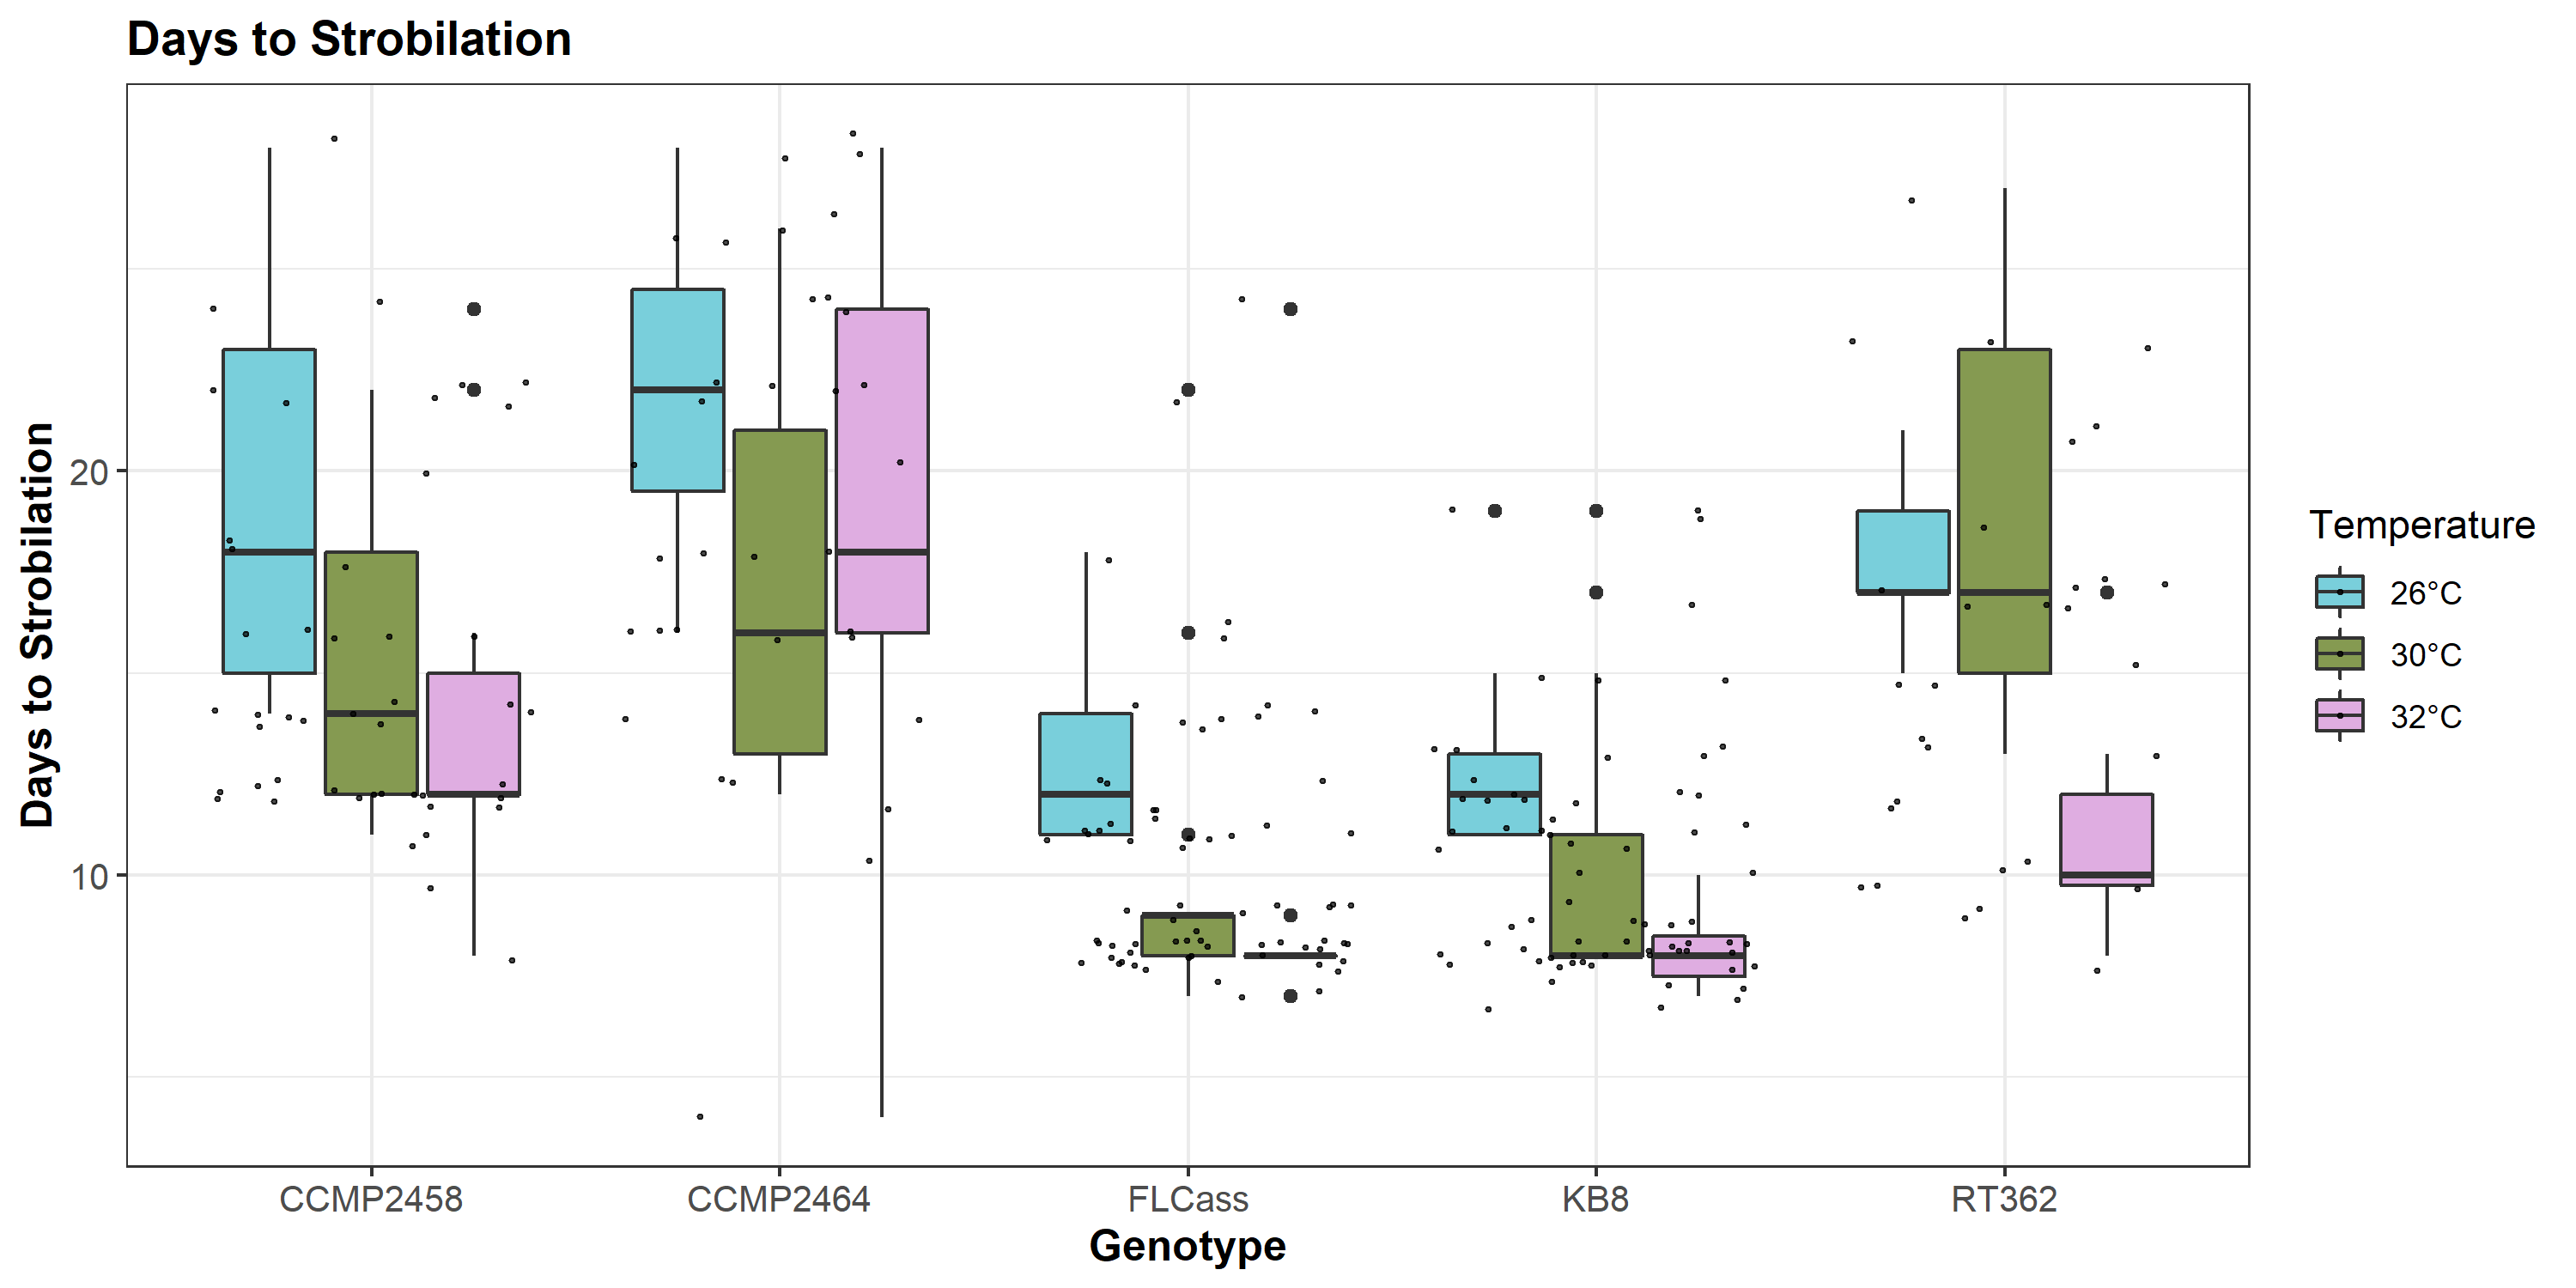 Days to Strobilation
Days to Strobilation
20
10
CCMP2458
CCMP2464
FLCass
KB8
RT362
Genotype
Temperature
26°C
30°C
32°C